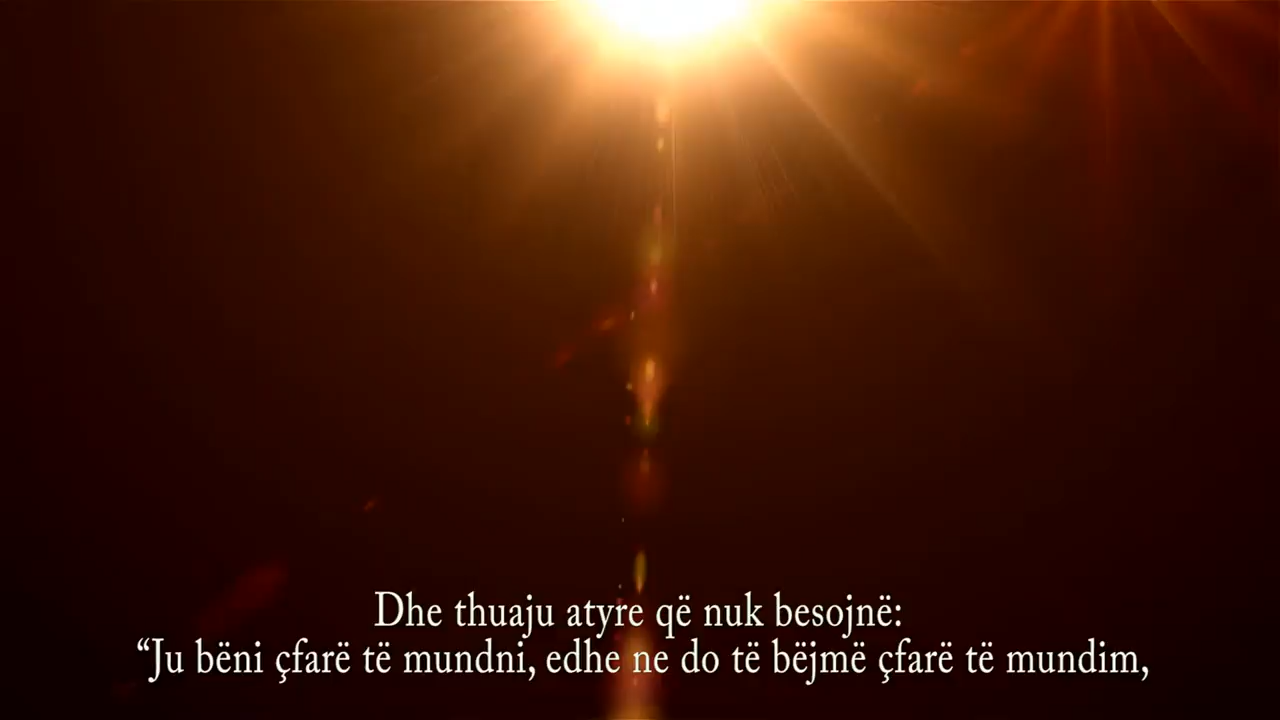 Dhe thuaju atyre që nuk besojnë:
“Ju bëni çfarë të mundni, edhe ne do të bëjmë çfarë të mundim,